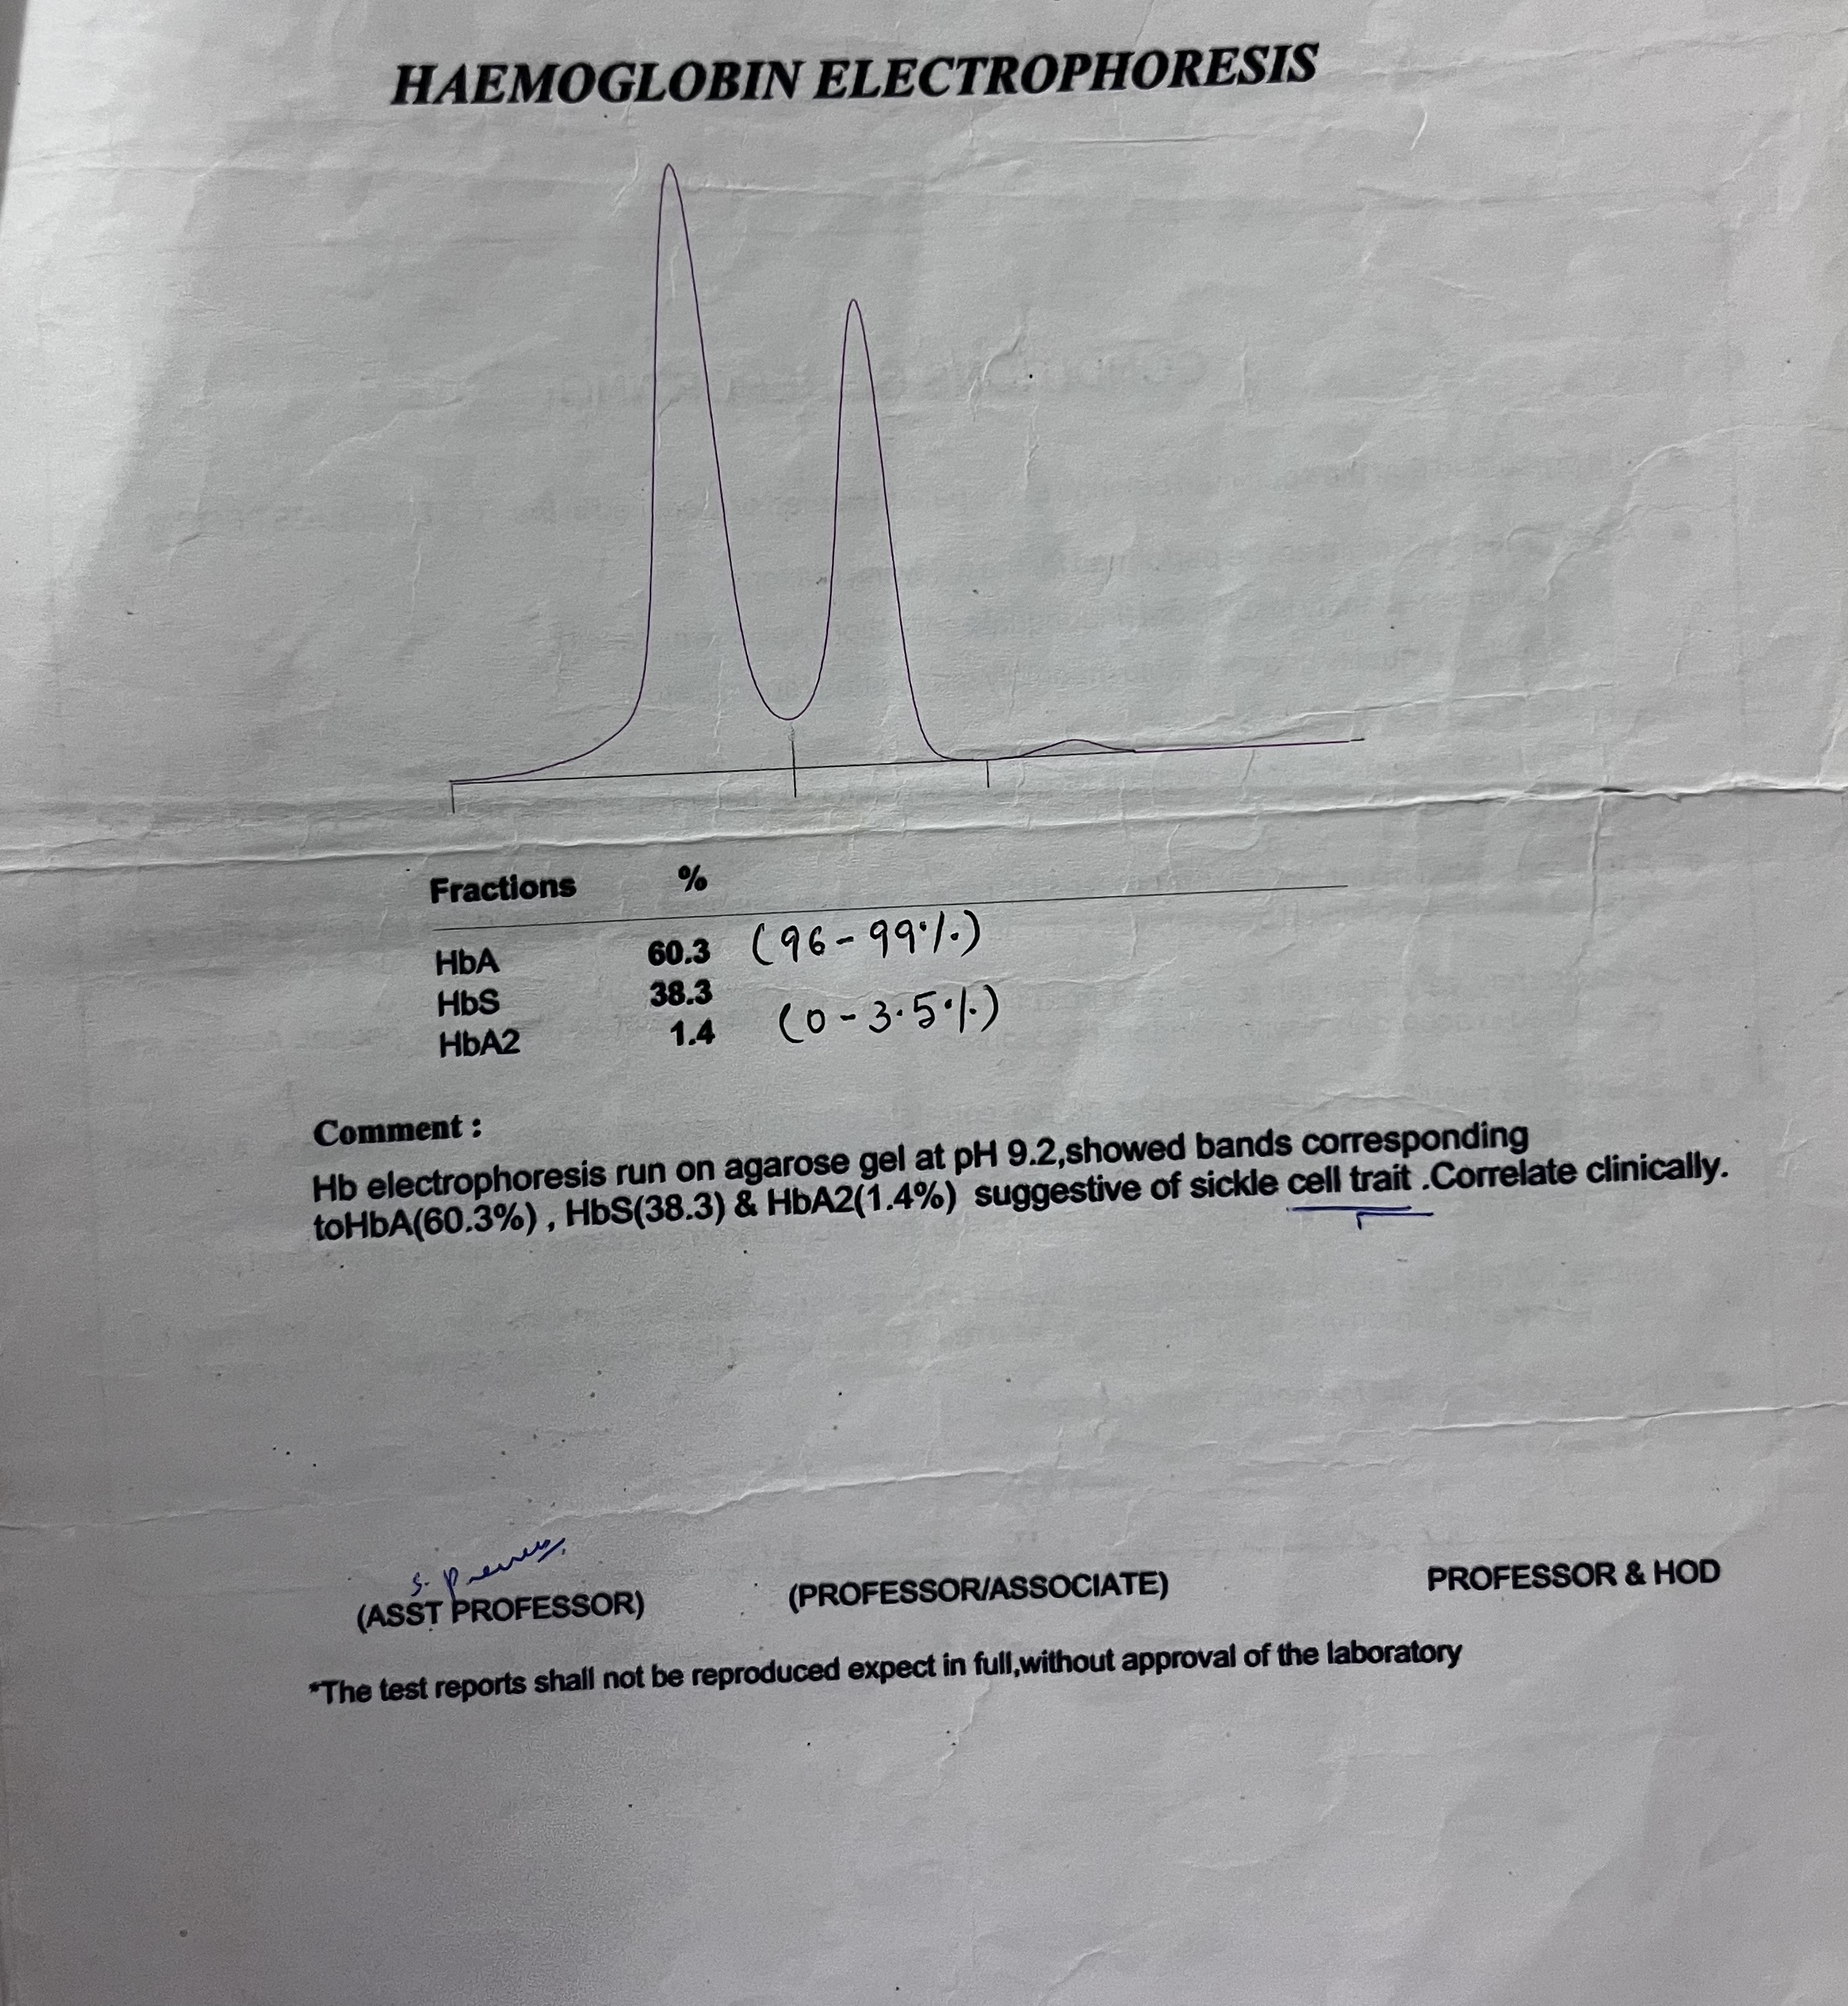 HAEMOGLOBIN ELECTROPHORESIS
Fractions %
HbA 60.3 (96-99%)
HbS 38.3
HbA2 1.4 (0-3.5%)
Comment :
Hb electrophoresis run on agarose gel at pH 9.2,showed bands corresponding
toHbA(60.3%) , HbS(38.3) & HbA2(1.4%) suggestive of sickle cell trait .Correlate clinically.
S.
(ASST PROFESSOR) (PROFESSOR/ASSOCIATE) PROFESSOR & HOD
*The test reports shall not be reproduced expect in full,without approval of the laboratory